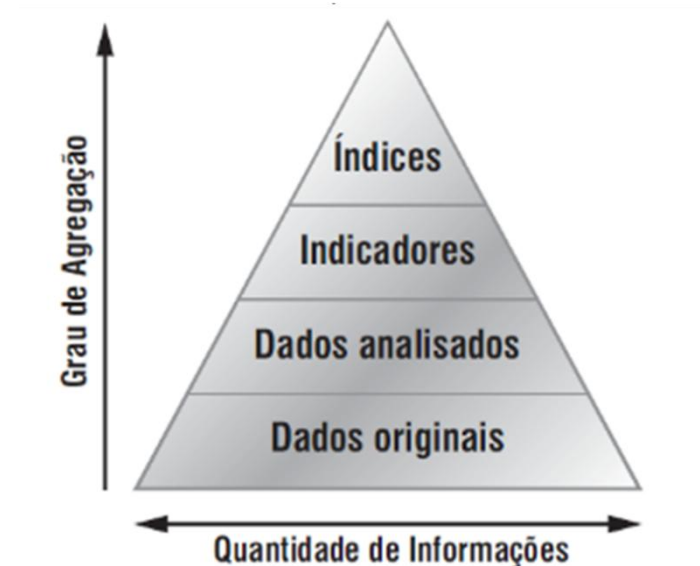 Grau de Agregação
Índices
Indicadores
Dados analisados
Dados originais
Quantidade de Informações